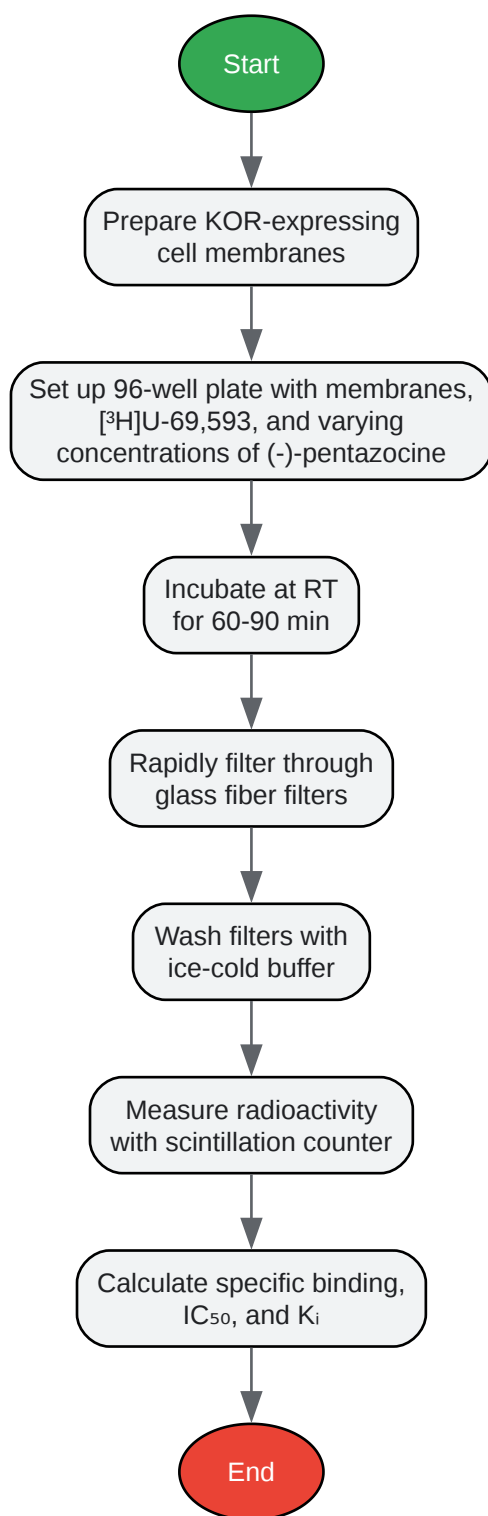 Start
Prepare KOR-expressing
cell membranes
Set up 96-well plate with membranes,
[³H]U-69,593, and varying
concentrations of (-)-pentazocine
Incubate at RT
for 60-90 min
Rapidly filter through
glass fiber filters
Wash filters with
ice-cold buffer
Measure radioactivity
with scintillation counter
Calculate specific binding,
IC₅₀, and Kᵢ
End